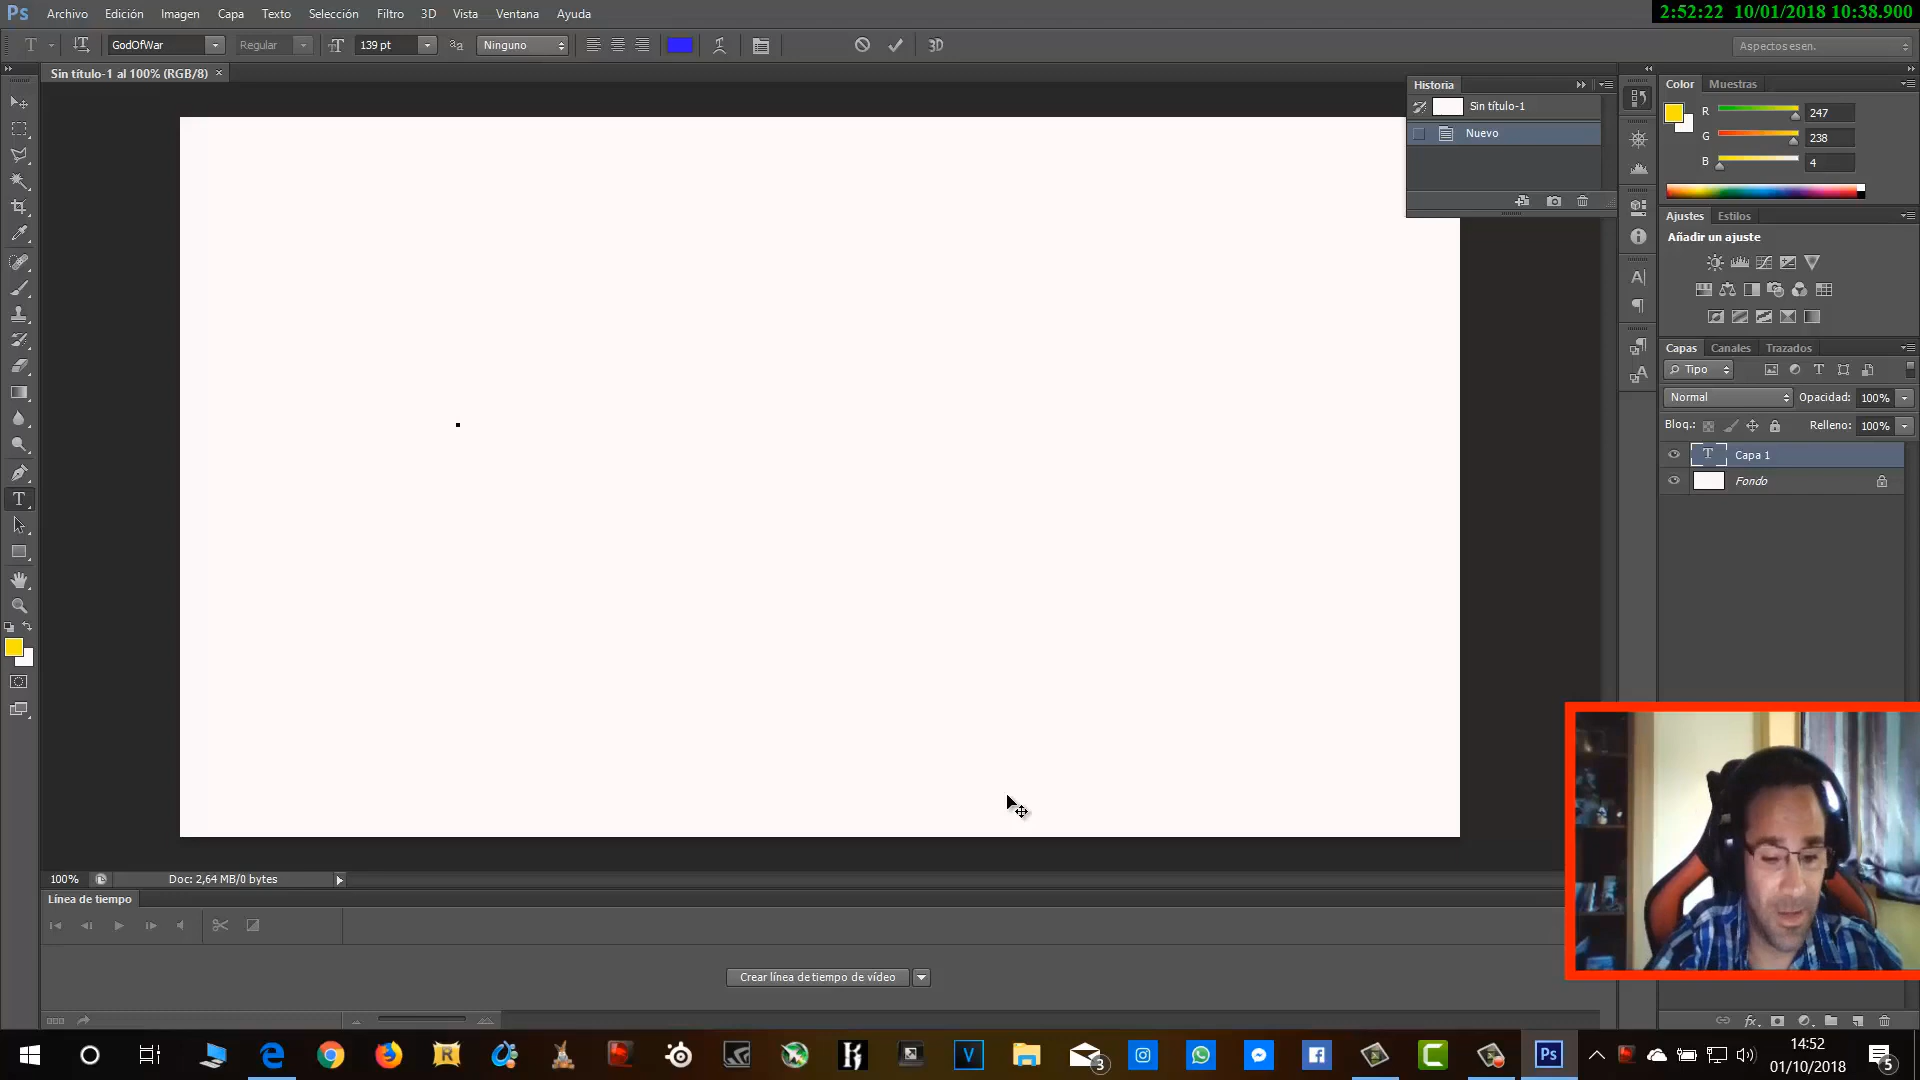 Ps Archivo Edición Imagen Capa Texto Selección Filtro 3D Vista Ventana Ayuda
2:52:22 10/01/2018 10:38.900
T GodOfWar Regular 139 pt Ninguno 3D Aspectos esen.
Sin título-1 al 100% (RGB/8) ×
Historia
Sin título-1
Nuevo
Color Muestras
R 247
G 238
B 4
Ajustes Estilos
Añadir un ajuste
Capas Canales Trazados
Tipo
Normal Opacidad: 100%
Bloq.: Relleno: 100%
T Capa 1
Fondo
100% Doc: 2,64 MB/0 bytes
Línea de tiempo
Crear línea de tiempo de vídeo
fx
3
V
Ps
14:52
01/10/2018
5